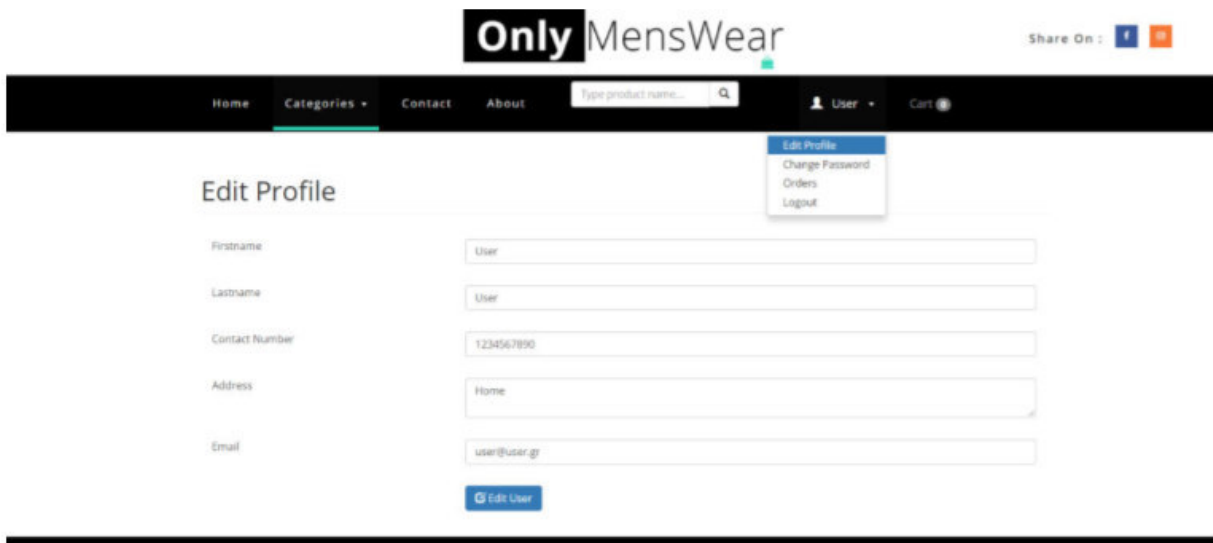 Only MensWear
Share On :
Home Categories Contact About Type product name... User Cart 0
Edit Profile
Change Password
Orders
Logout
Edit Profile
Firstname User
Lastname User
Contact Number 1234567890
Address Home
Email user@user.gr
Edit User